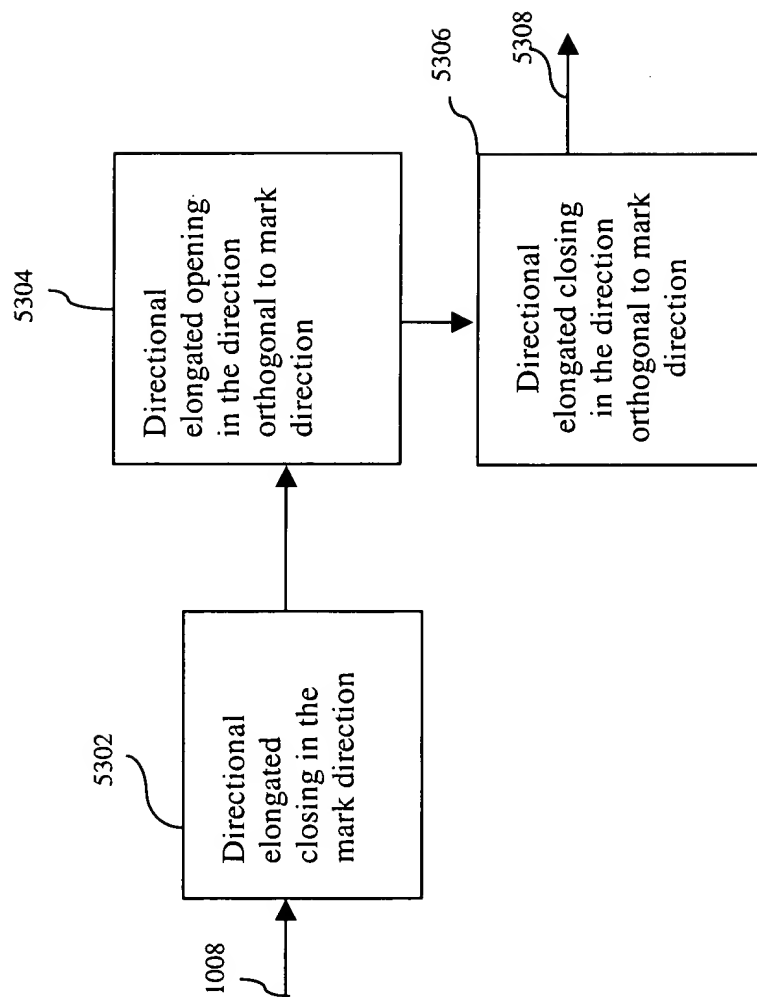 1008
5302
Directional
elongated
closing in the
mark direction
5304
Directional
elongated opening
in the direction
orthogonal to mark
direction
5306
Directional
elongated closing
in the direction
orthogonal to mark
direction
5308